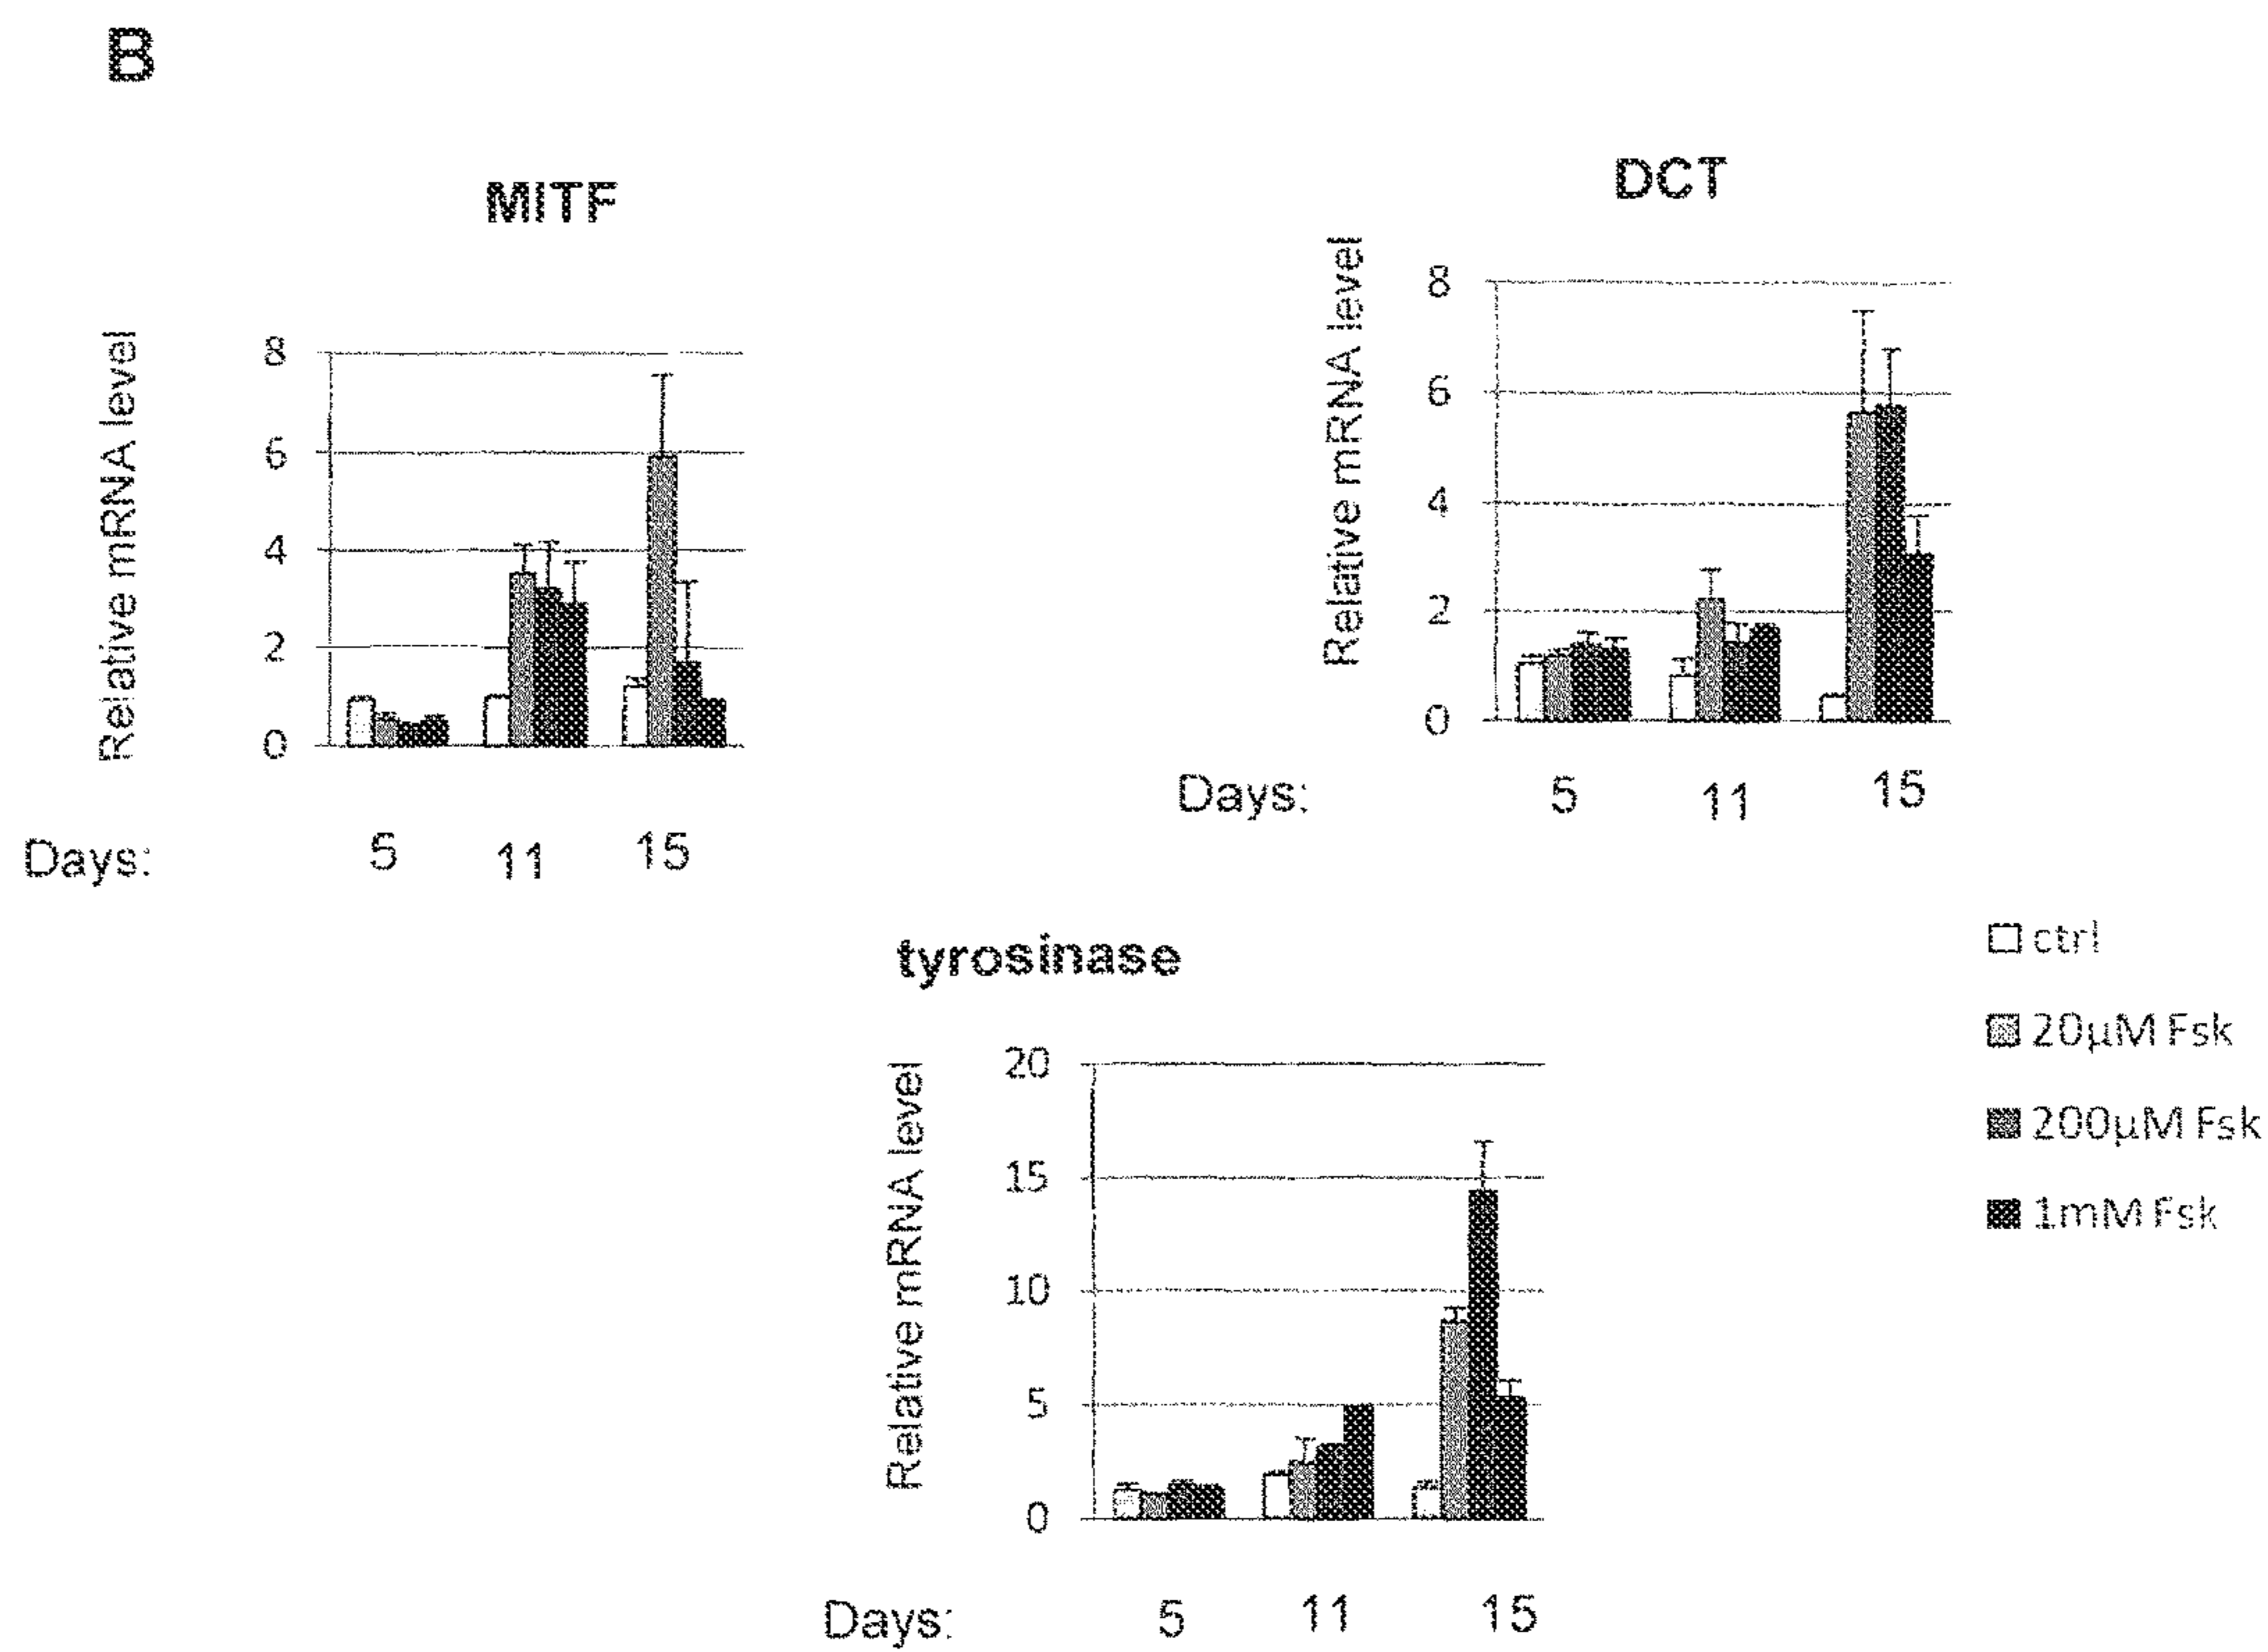 B
MITF
Relative mRNA level
8
6
4
2
0
Days: 5 11 15
DCT
Relative mRNA level
8
6
4
2
0
Days: 5 11 15
tyrosinase
Relative mRNA level
20
15
10
5
0
Days: 5 11 15
ctrl
20µM Fsk
200µM Fsk
1mM Fsk